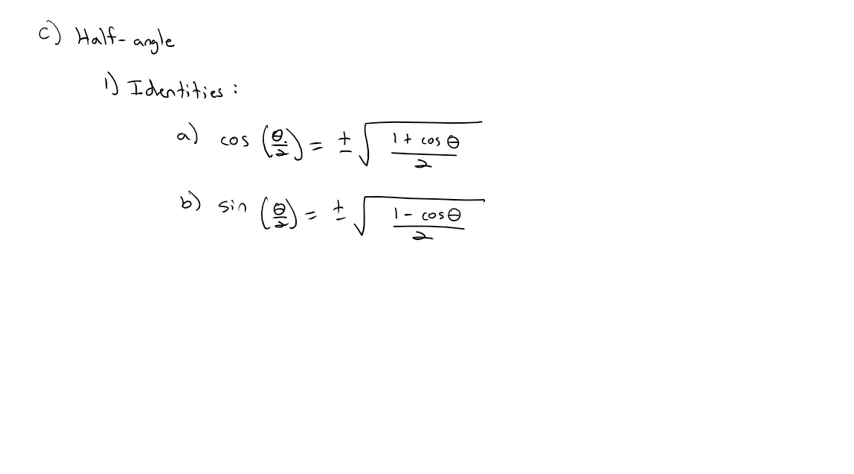 c) Half-angle
1) Identities:
a) cos (θ/2) = ± √((1 + cos θ)/2)
b) sin (θ/2) = ± √((1 - cos θ)/2)